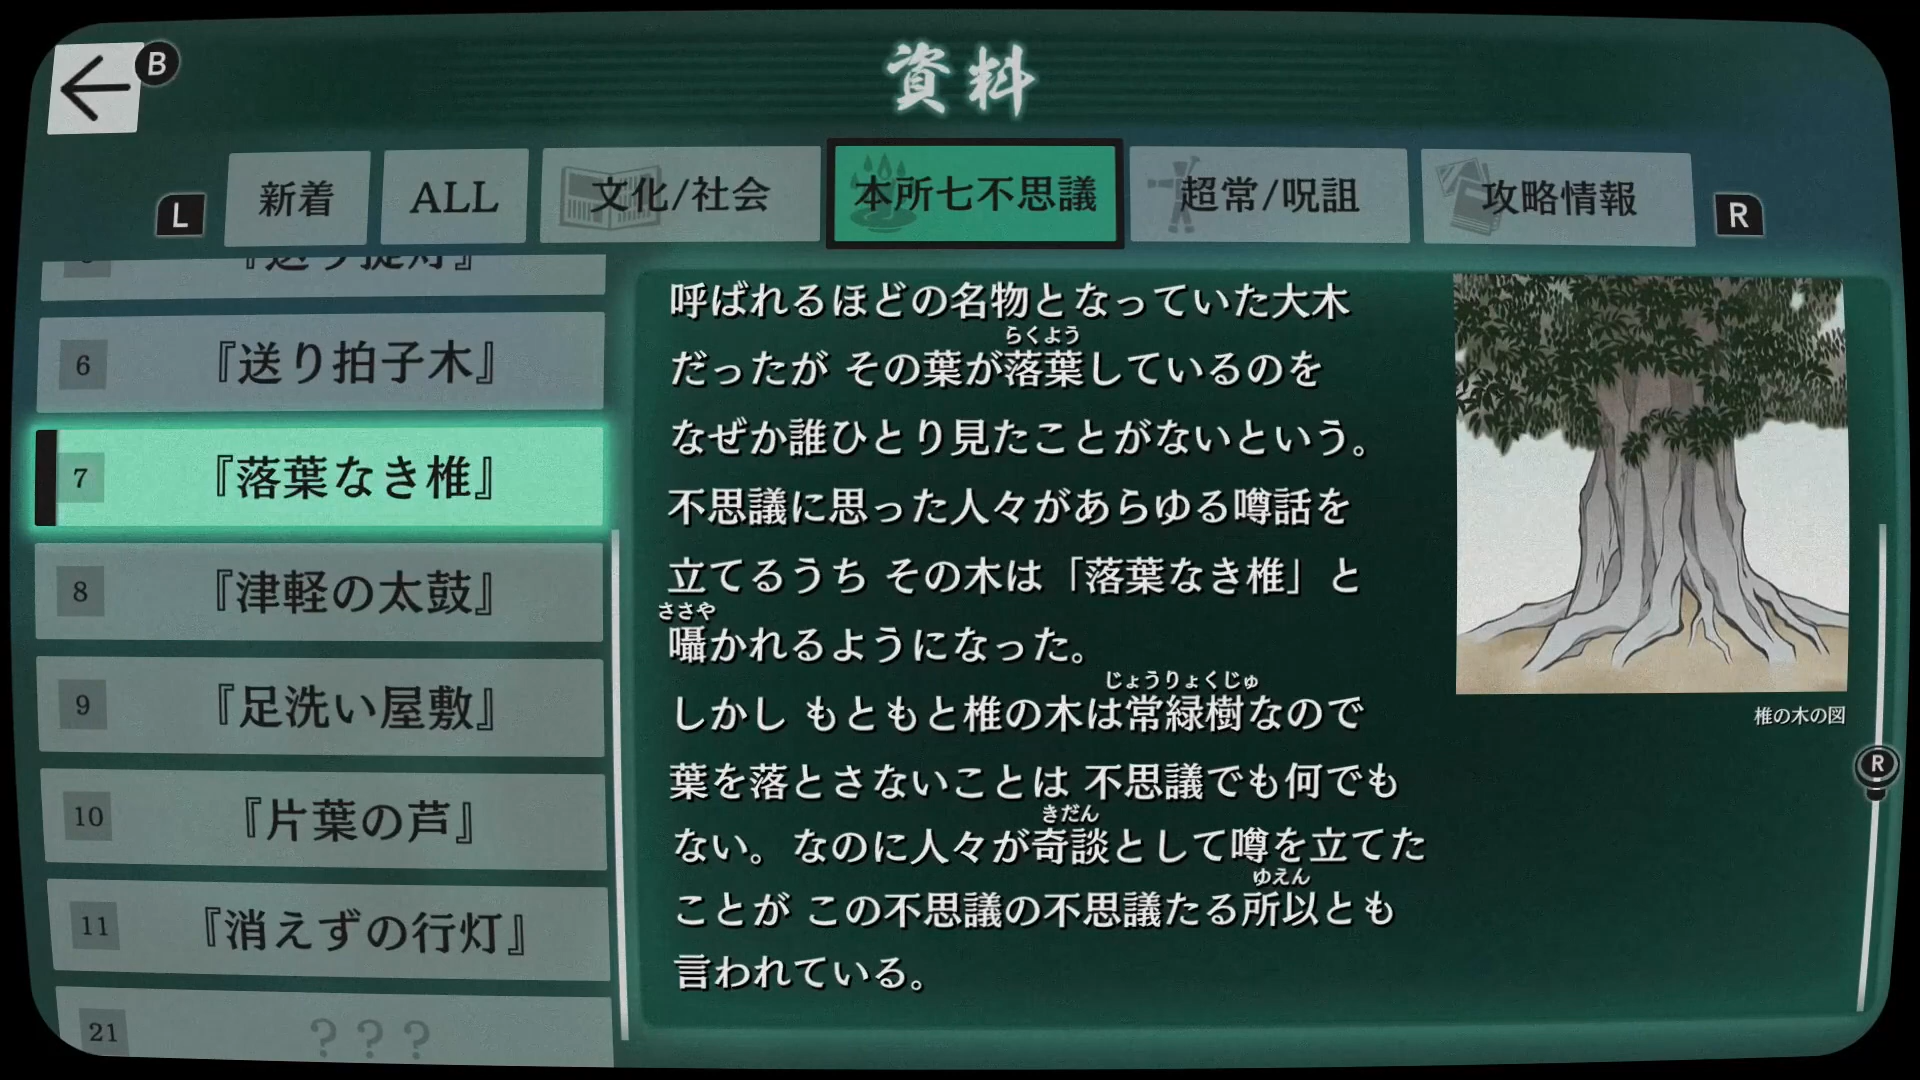 B
資料
L
新着
ALL
文化/社会
本所七不思議
超常/呪詛
攻略情報
R
『送り提灯』
6
『送り拍子木』
7
『落葉なき椎』
8
『津軽の太鼓』
9
『足洗い屋敷』
10
『片葉の芦』
11
『消えずの行灯』
21
？？？
呼ばれるほどの名物となっていた大木
らくよう
だったが その葉が落葉しているのを
なぜか誰ひとり見たことがないという。
不思議に思った人々があらゆる噂話を
立てるうち その木は「落葉なき椎」と
ささや
囁かれるようになった。
じょうりょくじゅ
しかし もともと椎の木は常緑樹なので
葉を落とさないことは 不思議でも何でも
きだん
ない。なのに人々が奇談として噂を立てた
ゆえん
ことが この不思議の不思議たる所以とも
言われている。
椎の木の図
R